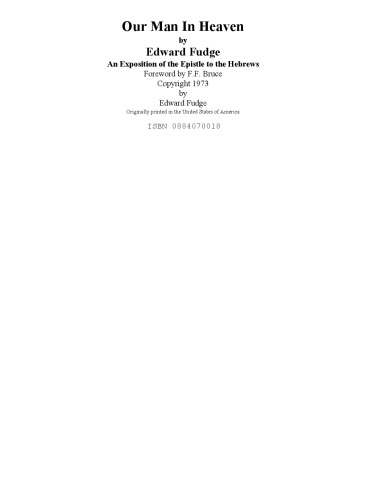 Our Man In Heaven
by
Edward Fudge
An Exposition of the Epistle to the Hebrews
Foreword by F.F. Bruce
Copyright 1973
by
Edward Fudge
Originally printed in the United States of America
ISBN 0884070018